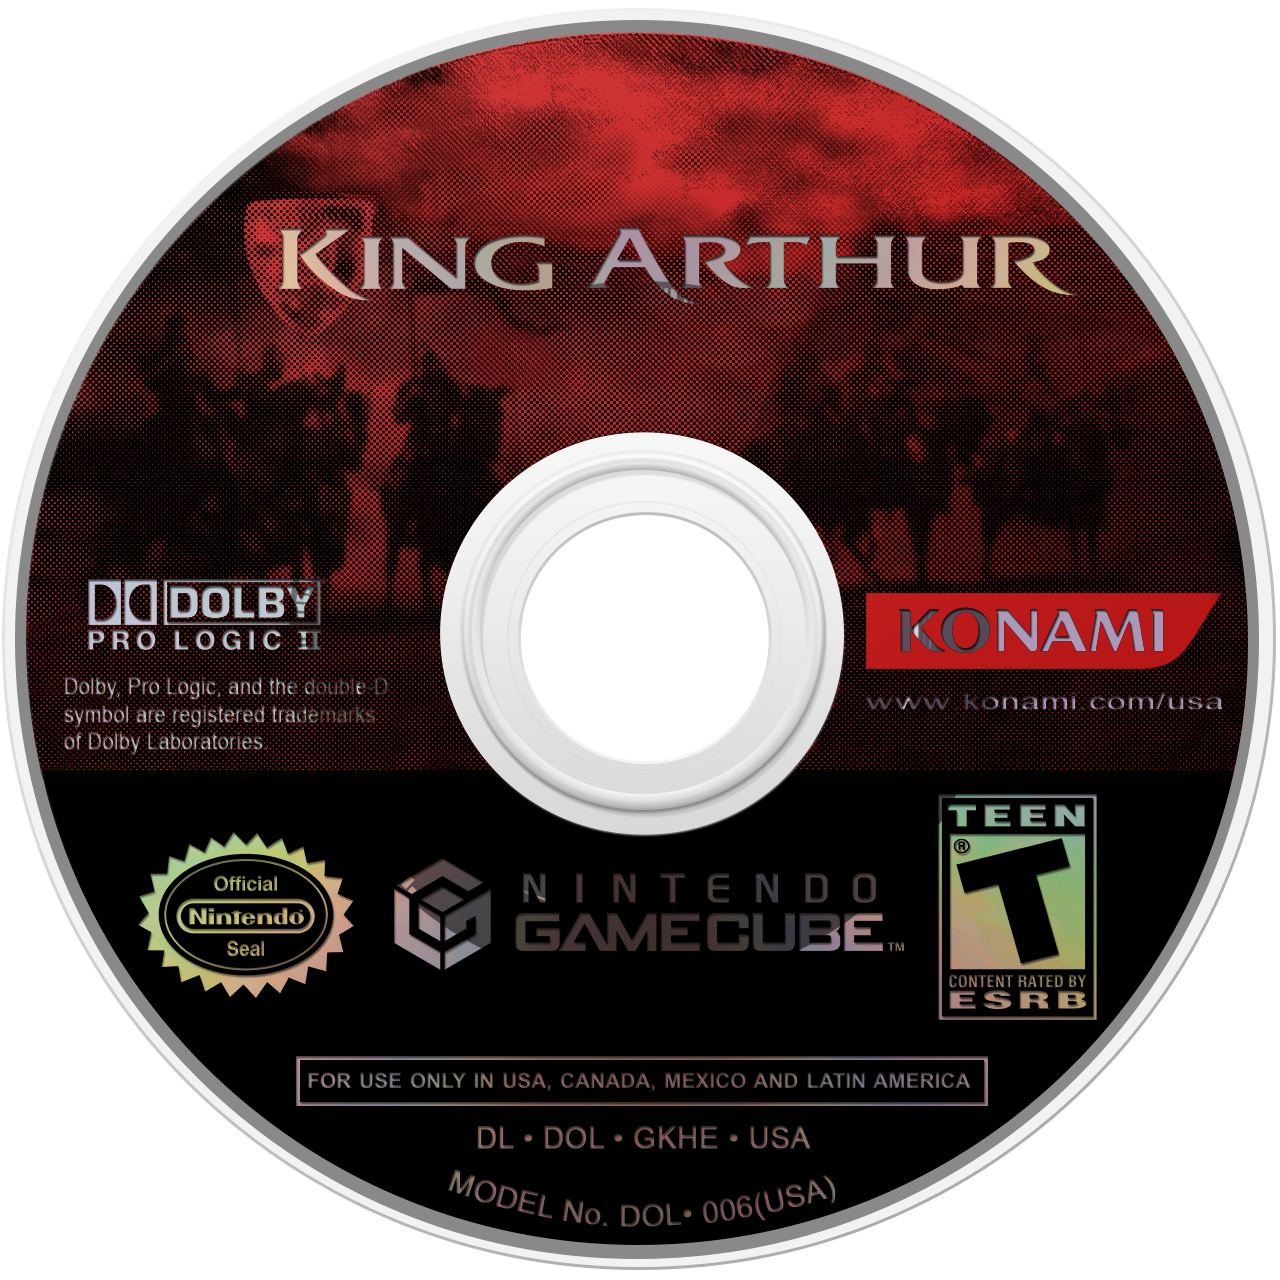 KING ARTHUR
DOLBY
PRO LOGIC II
Dolby, Pro Logic, and the double-D
symbol are registered trademarks
of Dolby Laboratories.
KONAMI
www.konami.com/usa
Official
Nintendo®
Seal
NINTENDO
GAMECUBE™
TEEN
®
T
CONTENT RATED BY
ESRB
FOR USE ONLY IN USA, CANADA, MEXICO AND LATIN AMERICA
DL • DOL • GKHE • USA
MODEL No. DOL• 006(USA)